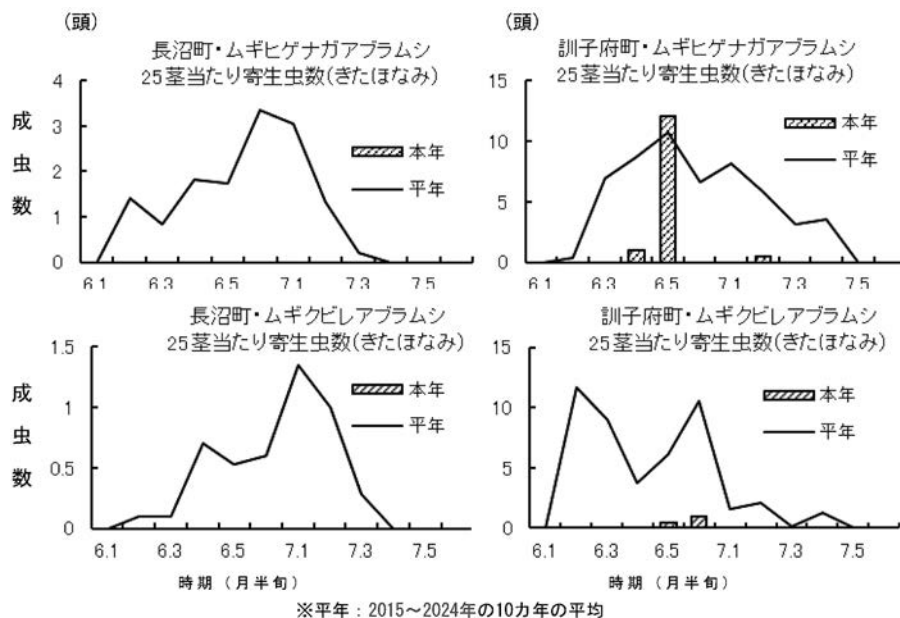 (頭)
長沼町・ムギヒゲナガアブラムシ
25茎当たり寄生虫数(きたほなみ)
成虫数
4
3
2
1
0
本年
平年
6.1 6.3 6.5 7.1 7.3 7.5
(頭)
訓子府町・ムギヒゲナガアブラムシ
25茎当たり寄生虫数(きたほなみ)
15
10
5
0
本年
平年
6.1 6.3 6.5 7.1 7.3 7.5
長沼町・ムギクビレアブラムシ
25茎当たり寄生虫数(きたほなみ)
成虫数
1.5
1
0.5
0
本年
平年
6.1 6.3 6.5 7.1 7.3 7.5
時期(月半旬)
訓子府町・ムギクビレアブラムシ
25茎当たり寄生虫数(きたほなみ)
15
10
5
0
本年
平年
6.1 6.3 6.5 7.1 7.3 7.5
時期(月半旬)
※平年：2015～2024年の10カ年の平均